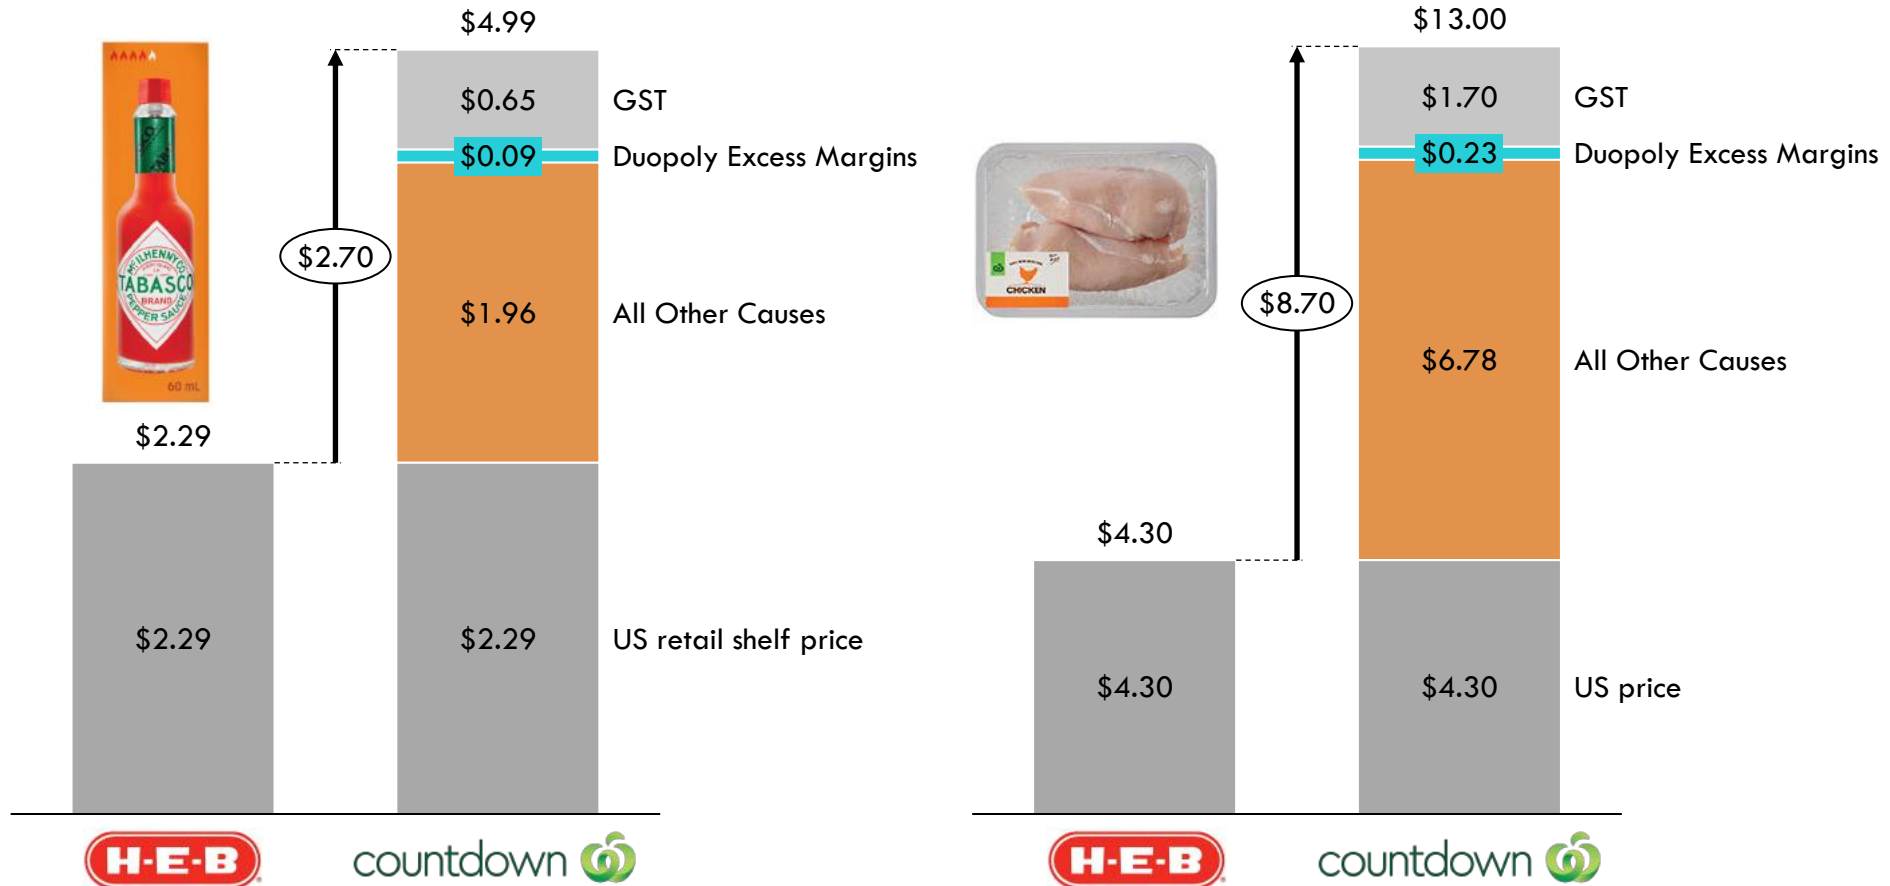 $4.99
$0.65
GST
$0.09
Duopoly Excess Margins
$2.70
$1.96
All Other Causes
McILHENNY CO.
TABASCO
BRAND
PEPPER SAUCE
60 mL
$2.29
$2.29
$2.29
US retail shelf price
H-E-B
countdown
$13.00
$1.70
GST
$0.23
Duopoly Excess Margins
CHICKEN
$8.70
$6.78
All Other Causes
$4.30
$4.30
$4.30
US price
H-E-B
countdown